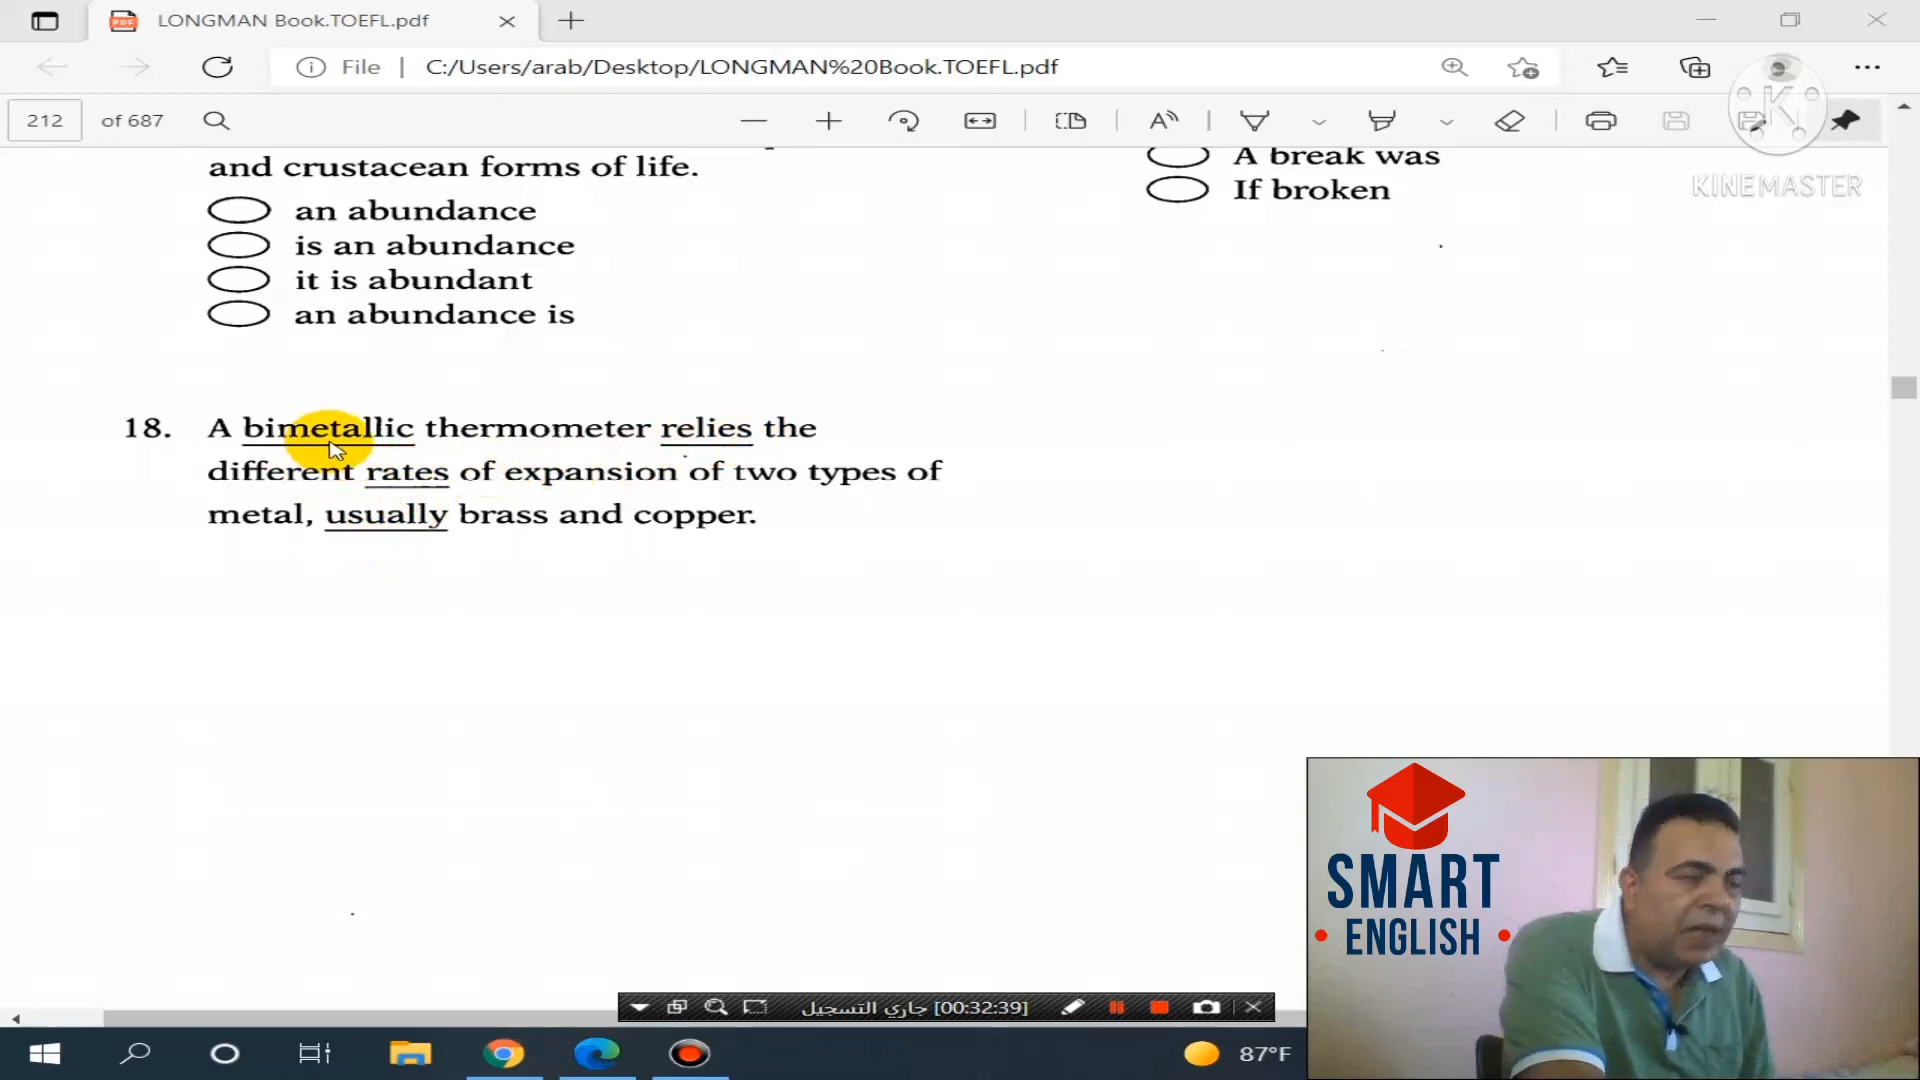 LONGMAN Book.TOEFL.pdf
File
C:/Users/arab/Desktop/LONGMAN%20Book.TOEFL.pdf
212 of 687
KINEMASTER
and crustacean forms of life.
an abundance
is an abundance
it is abundant
an abundance is
A break was
If broken
18. A bimetallic thermometer relies the
different rates of expansion of two types of
metal, usually brass and copper.
SMART
ENGLISH
جاري التسجيل [00:32:39]
87°F